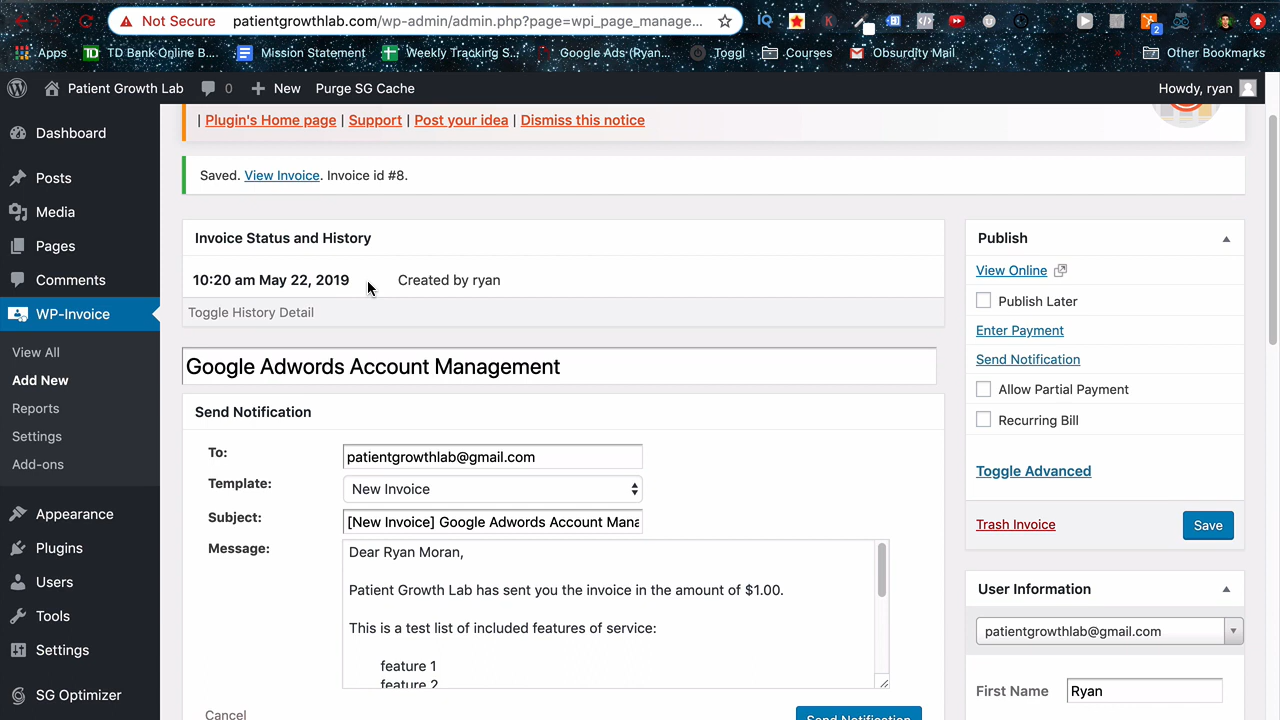 Not Secure patientgrowthlab.com/wp-admin/admin.php?page=wpi_page_manage...
Apps TD Bank Online B... Mission Statement Weekly Tracking S... Google Ads (Ryan... Toggl Courses Absurdity Mail » Other Bookmarks
Patient Growth Lab 0 New Purge SG Cache Howdy, ryan
| Plugin's Home page | Support | Post your idea | Dismiss this notice
Saved. View Invoice. Invoice id #8.
Dashboard
Posts
Media
Pages
Comments
WP-Invoice
View All
Add New
Reports
Settings
Add-ons
Appearance
Plugins
Users
Tools
Settings
SG Optimizer
Invoice Status and History
10:20 am May 22, 2019 Created by ryan
Toggle History Detail
Google Adwords Account Management
Send Notification
To: patientgrowthlab@gmail.com
Template: New Invoice
Subject: [New Invoice] Google Adwords Account Mana
Message: Dear Ryan Moran,
Patient Growth Lab has sent you the invoice in the amount of $1.00.
This is a test list of included features of service:
feature 1
feature 2
Cancel Send Notification
Publish
View Online
Publish Later
Enter Payment
Send Notification
Allow Partial Payment
Recurring Bill
Toggle Advanced
Trash Invoice Save
User Information
patientgrowthlab@gmail.com
First Name Ryan